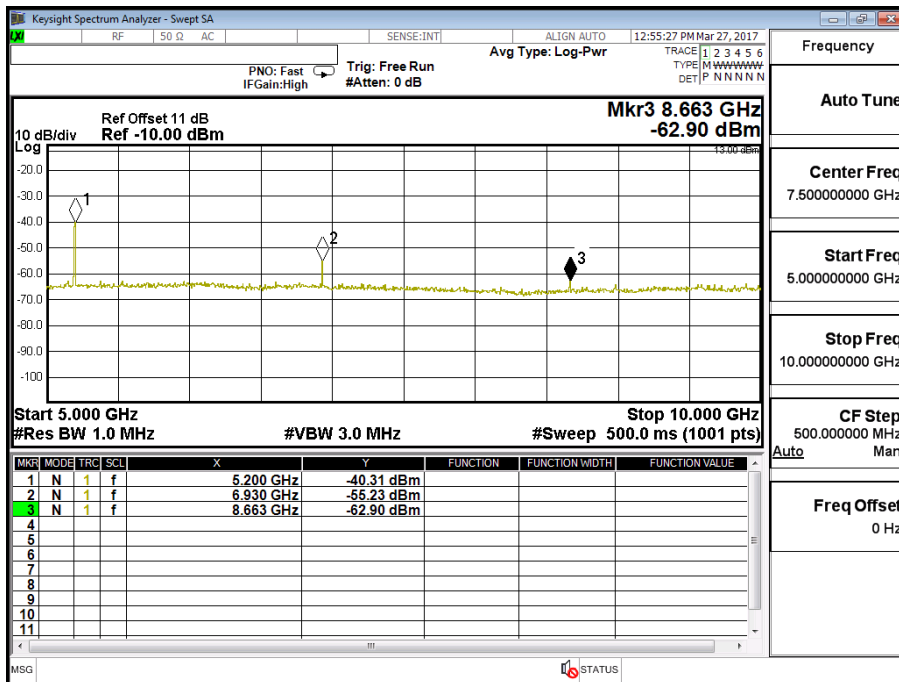 Keysight Spectrum Analyzer - Swept SA
LXI RF 50 Ω AC SENSE:INT ALIGN AUTO 12:55:27 PM Mar 27, 2017
Frequency
Avg Type: Log-Pwr
TRACE 1 2 3 4 5 6
PNO: Fast Trig: Free Run
TYPE M WWWWW
IFGain:High #Atten: 0 dB
DET P N N N N N
Auto Tune
Mkr3 8.663 GHz
Ref Offset 11 dB
10 dB/div Ref -10.00 dBm -62.90 dBm
Log
13.00 dBm
-20.0
-30.0
-40.0
-50.0
-60.0
-70.0
-80.0
-90.0
-100
1
2
3
Center Freq
7.500000000 GHz
Start Freq
5.000000000 GHz
Stop Freq
10.000000000 GHz
Start 5.000 GHz Stop 10.000 GHz
#Res BW 1.0 MHz #VBW 3.0 MHz #Sweep 500.0 ms (1001 pts)
CF Step
500.000000 MHz
Auto Man
Freq Offset
0 Hz
MKR MODE TRC SCL X Y FUNCTION FUNCTION WIDTH FUNCTION VALUE
1 N 1 f 5.200 GHz -40.31 dBm
2 N 1 f 6.930 GHz -55.23 dBm
3 N 1 f 8.663 GHz -62.90 dBm
4
5
6
7
8
9
10
11
MSG STATUS